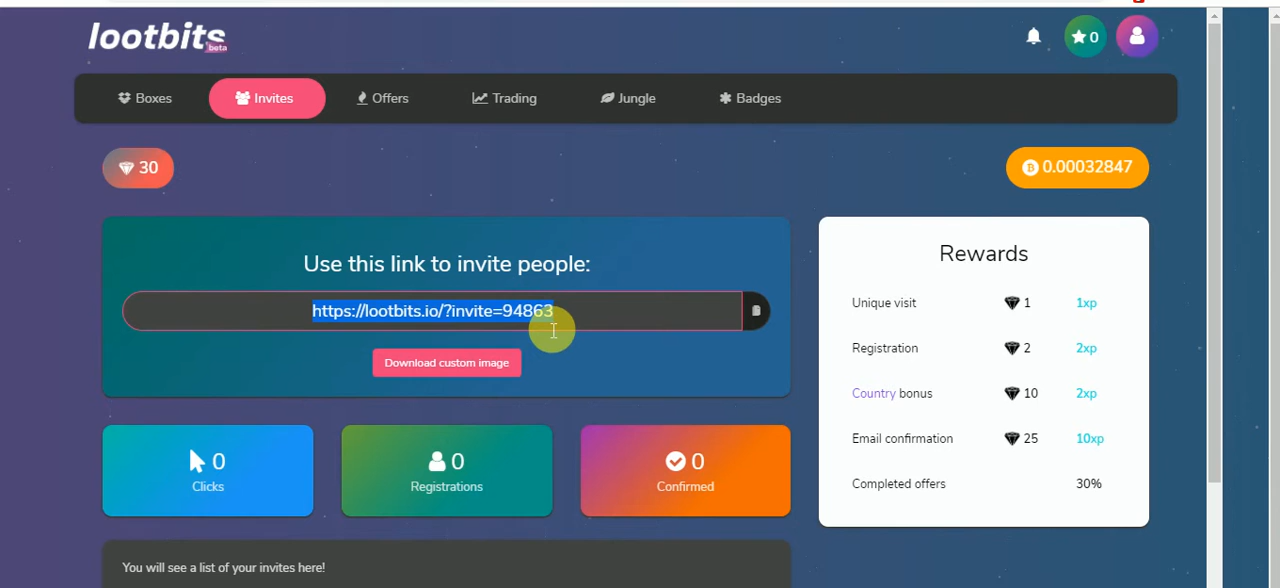 lootbits
beta
0
Boxes
Invites
Offers
Trading
Jungle
Badges
30
0.00032847
Use this link to invite people:
https://lootbits.io/?invite=94863
Download custom image
0
Clicks
0
Registrations
0
Confirmed
You will see a list of your invites here!
Rewards
Unique visit 1 1xp
Registration 2 2xp
Country bonus 10 2xp
Email confirmation 25 10xp
Completed offers 30%